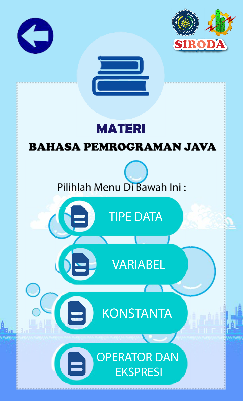 SIRODA
MATERI
BAHASA PEMROGRAMAN JAVA
Pilihlah Menu Di Bawah Ini :
TIPE DATA
VARIABEL
KONSTANTA
OPERATOR DAN
EKSPRESI